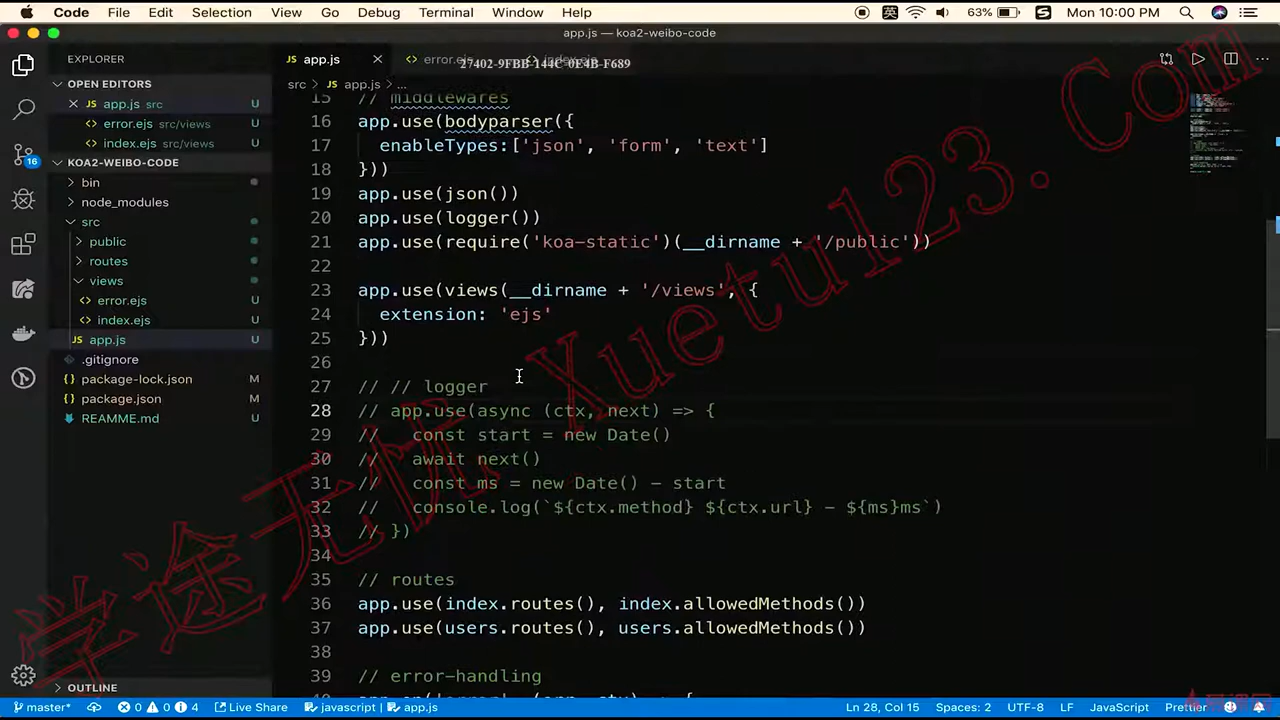 Code File Edit Selection View Go Debug Terminal Window Help 英 63% Mon 10:00 PM
app.js — koa2-weibo-code
EXPLORER
OPEN EDITORS
app.js src U
error.ejs src/views U
index.ejs src/views U
KOA2-WEIBO-CODE
bin
node_modules
src
public
routes
views
error.ejs U
index.ejs U
JS app.js U
.gitignore
package-lock.json M
package.json M
REAMME.md U
OUTLINE
16
JS app.js
error.ejs
27402-9FBE-144C-0E4B-F689
src > JS app.js > ...
15 // middlewares
16 app.use(bodyparser({
17 enableTypes:['json', 'form', 'text']
18 }))
19 app.use(json())
20 app.use(logger())
21 app.use(require('koa-static')(__dirname + '/public'))
22
23 app.use(views(__dirname + '/views', {
24 extension: 'ejs'
25 }))
26
27 // // logger
28 // app.use(async (ctx, next) => {
29 //   const start = new Date()
30 //   await next()
31 //   const ms = new Date() - start
32 //   console.log(`${ctx.method} ${ctx.url} - ${ms}ms`)
33 // })
34
35 // routes
36 app.use(index.routes(), index.allowedMethods())
37 app.use(users.routes(), users.allowedMethods())
38
39 // error-handling
学途无忧 Xuetu123.Com
master* 0 0 4 Live Share javascript | app.js Ln 28, Col 15 Spaces: 2 UTF-8 LF JavaScript Prettier